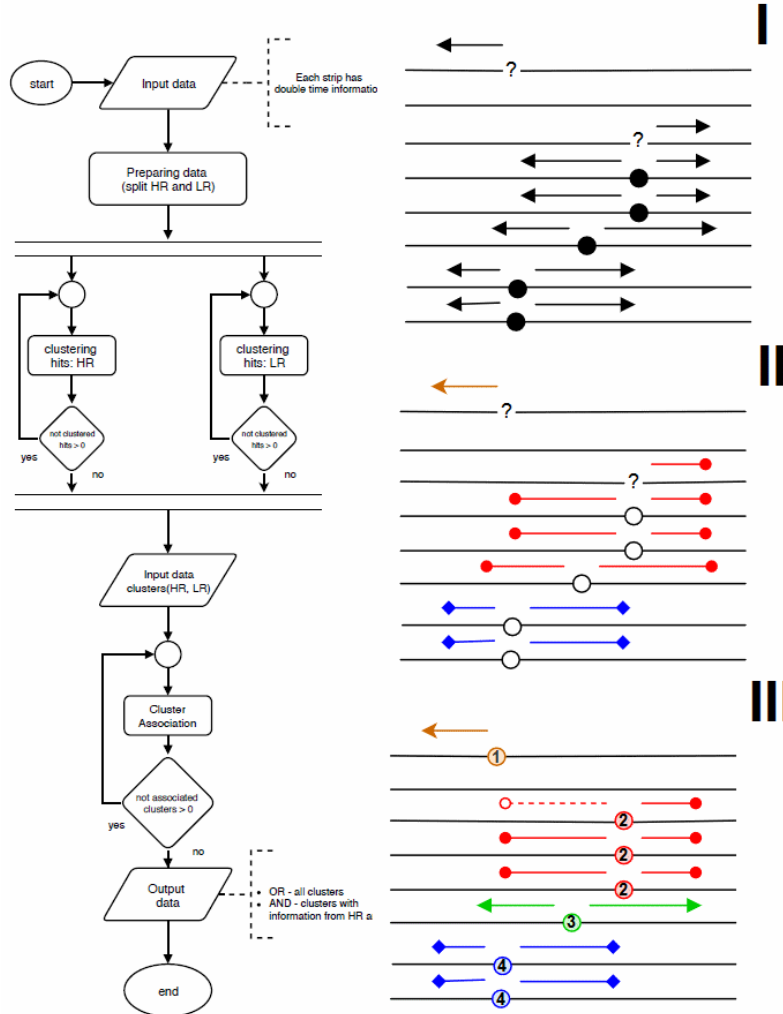 start
Input data
Each strip has
double time informatio
Preparing data
(split HR and LR)
clustering
hits: HR
clustering
hits: LR
not clustered
hits > 0
not clustered
hits > 0
yes
no
yes
no
Input data
clusters(HR, LR)
Cluster
Association
not associated
clusters > 0
yes
no
Output
data
• OR - all clusters
• AND - clusters with
information from HR a
end
I
?
?
II
?
?
III
1
2
2
2
3
4
4